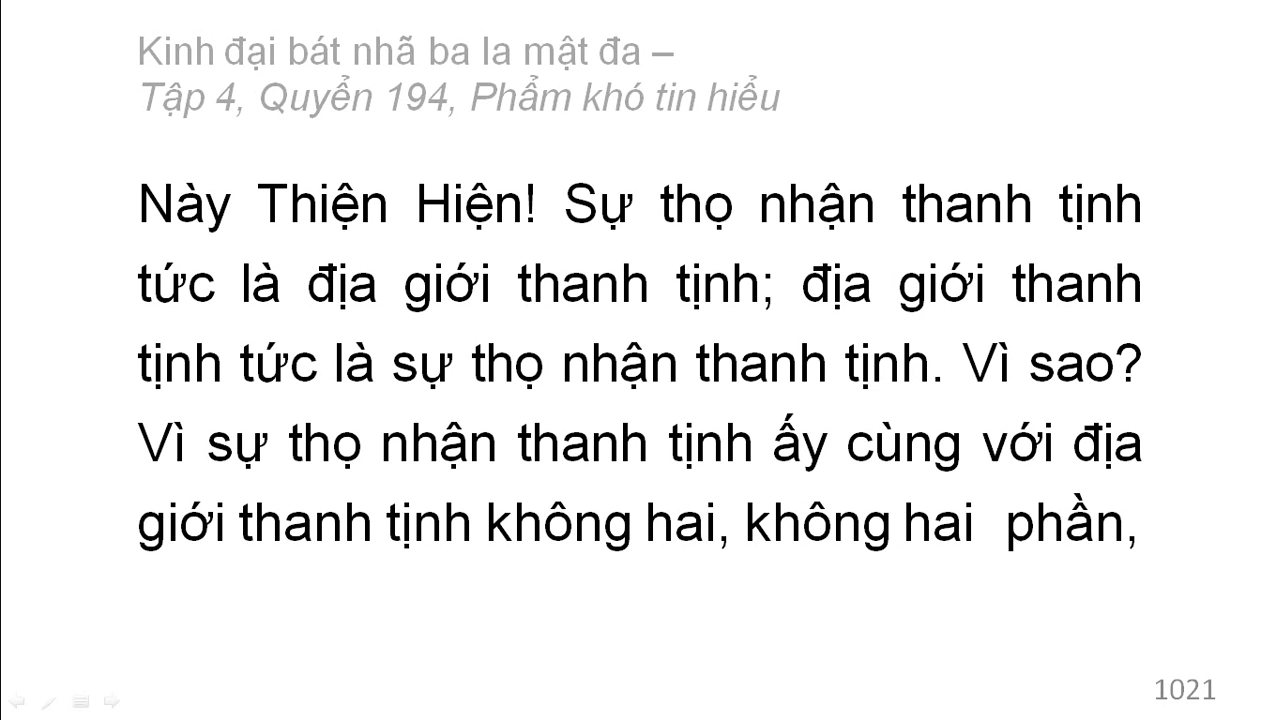 Kinh đại bát nhã ba la mật đa –
Tập 4, Quyển 194, Phẩm khó tin hiểu
Này Thiện Hiện! Sự thọ nhận thanh tịnh
tức là địa giới thanh tịnh; địa giới thanh
tịnh tức là sự thọ nhận thanh tịnh. Vì sao?
Vì sự thọ nhận thanh tịnh ấy cùng với địa
giới thanh tịnh không hai, không hai phần,
1021